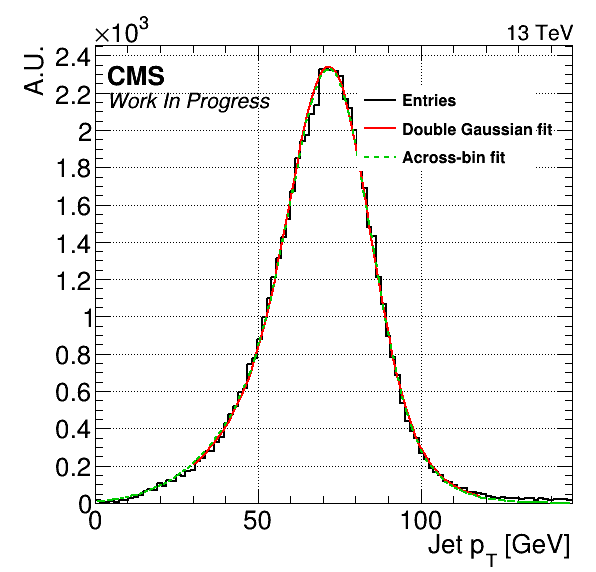 ×10³
13 TeV
A.U.
CMS
Work In Progress
Entries
Double Gaussian fit
Across-bin fit
2.4
2.2
2
1.8
1.6
1.4
1.2
1
0.8
0.6
0.4
0.2
0
0 50 100
Jet p_T [GeV]